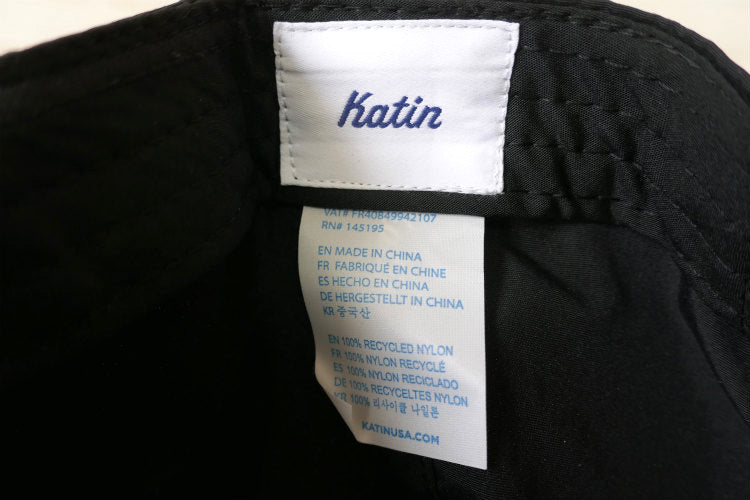 Katin
VAT# FR40849942107
RN# 145195
EN MADE IN CHINA
FR FABRIQUÉ EN CHINE
ES HECHO EN CHINA
DE HERGESTELLT IN CHINA
KR 중국산
EN 100% RECYCLED NYLON
FR 100% NYLON RECYCLÉ
ES 100% NYLON RECICLADO
DE 100% RECYCELTES NYLON
KR 100% 리사이클 나일론
KATINUSA.COM